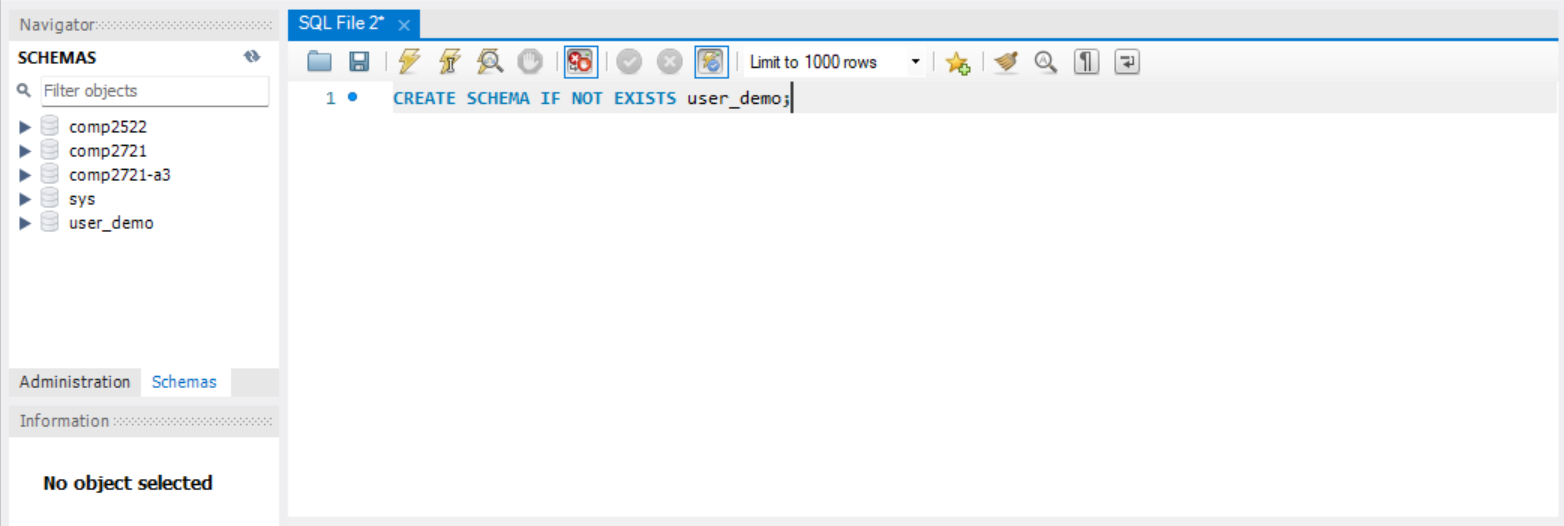 Navigator
SCHEMAS
Filter objects
comp2522
comp2721
comp2721-a3
sys
user_demo
Administration Schemas
Information
No object selected
SQL File 2*
Limit to 1000 rows
1 CREATE SCHEMA IF NOT EXISTS user_demo;